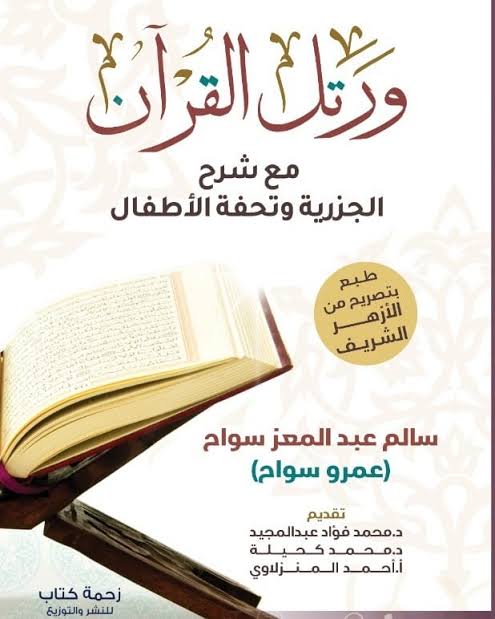 ورتل القرآن
مع شرح
الجزرية وتحفة الأطفال
طبع
بتصريح من
الأزهر
الشريف
سالم عبد المعز سواح
(عمرو سواح)
تقديم
د.محمد فؤاد عبدالمجيد
د.محمد كحيلة
أ.أحمد المنزلاوي
زحمة كتاب
للنشر والتوزيع